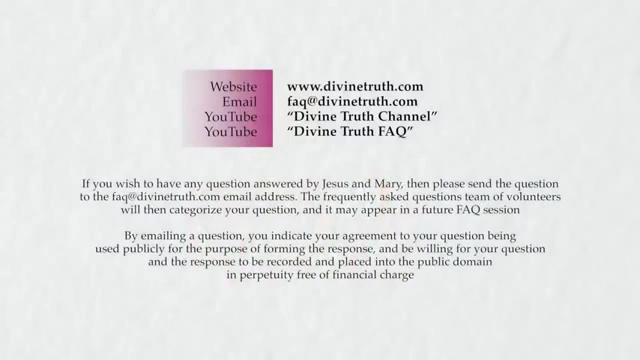 Website www.divinetruth.com
Email faq@divinetruth.com
YouTube “Divine Truth Channel”
YouTube “Divine Truth FAQ”
If you wish to have any question answered by Jesus and Mary, then please send the question
to the faq@divinetruth.com email address. The frequently asked questions team of volunteers
will then categorize your question, and it may appear in a future FAQ session
By emailing a question, you indicate your agreement to your question being
used publicly for the purpose of forming the response, and be willing for your question
and the response to be recorded and placed into the public domain
in perpetuity free of financial charge